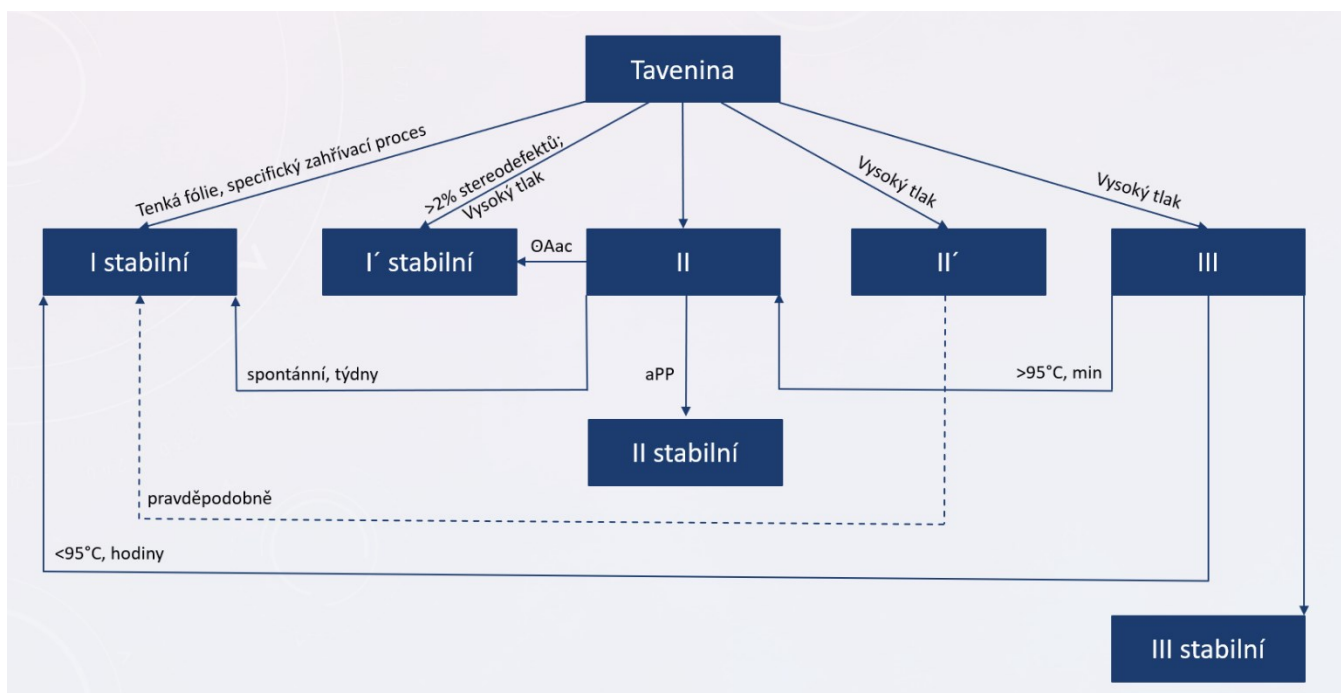 Tavenina
Tenká fólie, specifický zahřívací proces
>2% stereodefektů;
Vysoký tlak
Vysoký tlak
Vysoký tlak
I stabilní
I´ stabilní
ʘAac
II
II´
III
spontánní, týdny
aPP
>95°C, min
II stabilní
pravděpodobně
<95°C, hodiny
III stabilní